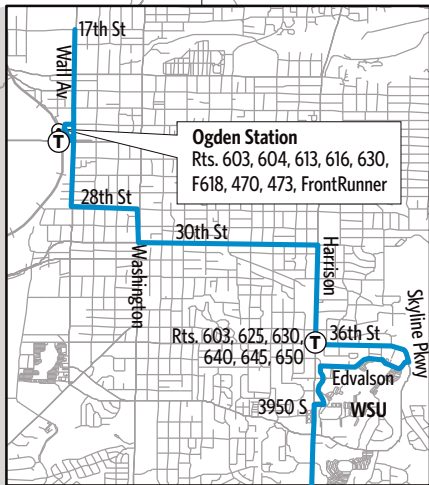 17th St
Wall Av
T
Ogden Station
Rts. 603, 604, 613, 616, 630,
F618, 470, 473, FrontRunner
28th St
Washington
30th St
Harrison
Skyline Pkwy
Rts. 603, 625, 630,
640, 645, 650
T
36th St
Edvalson
3950 S
WSU